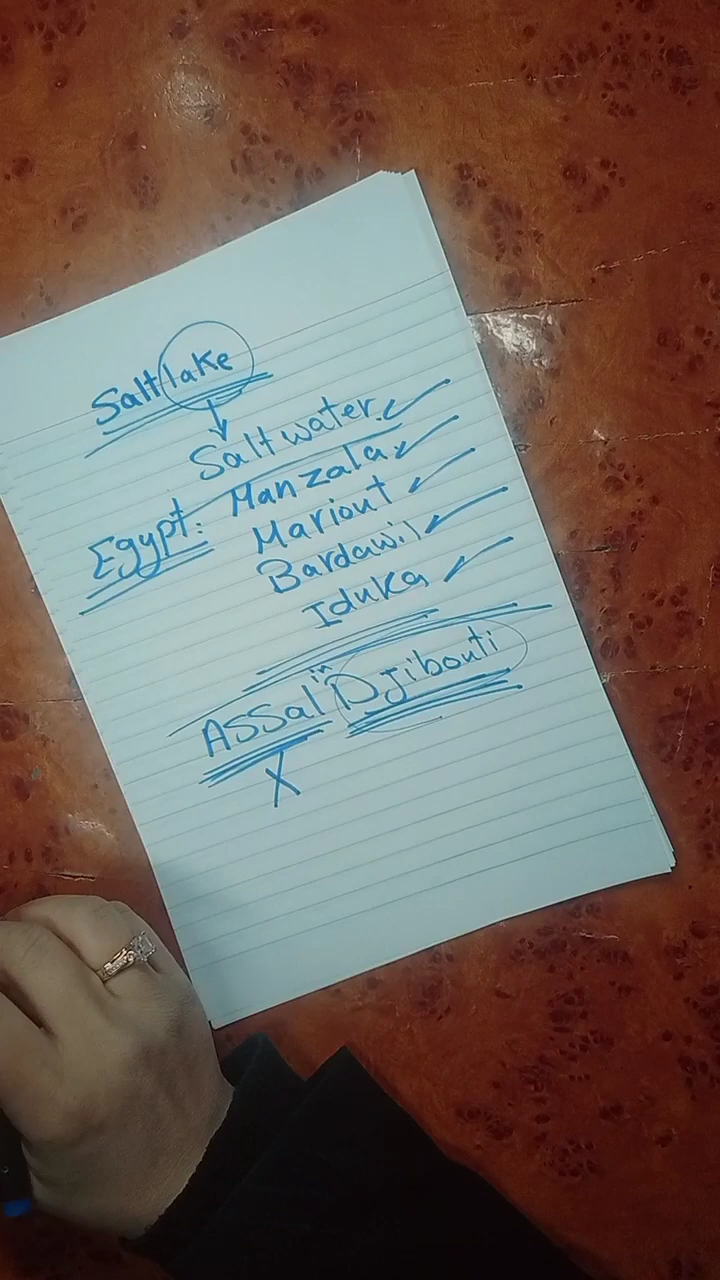 Salt lake
Salt water
Egypt: Manzala
Mariout
Bardawil
Iduka
Assal in Djibouti
X